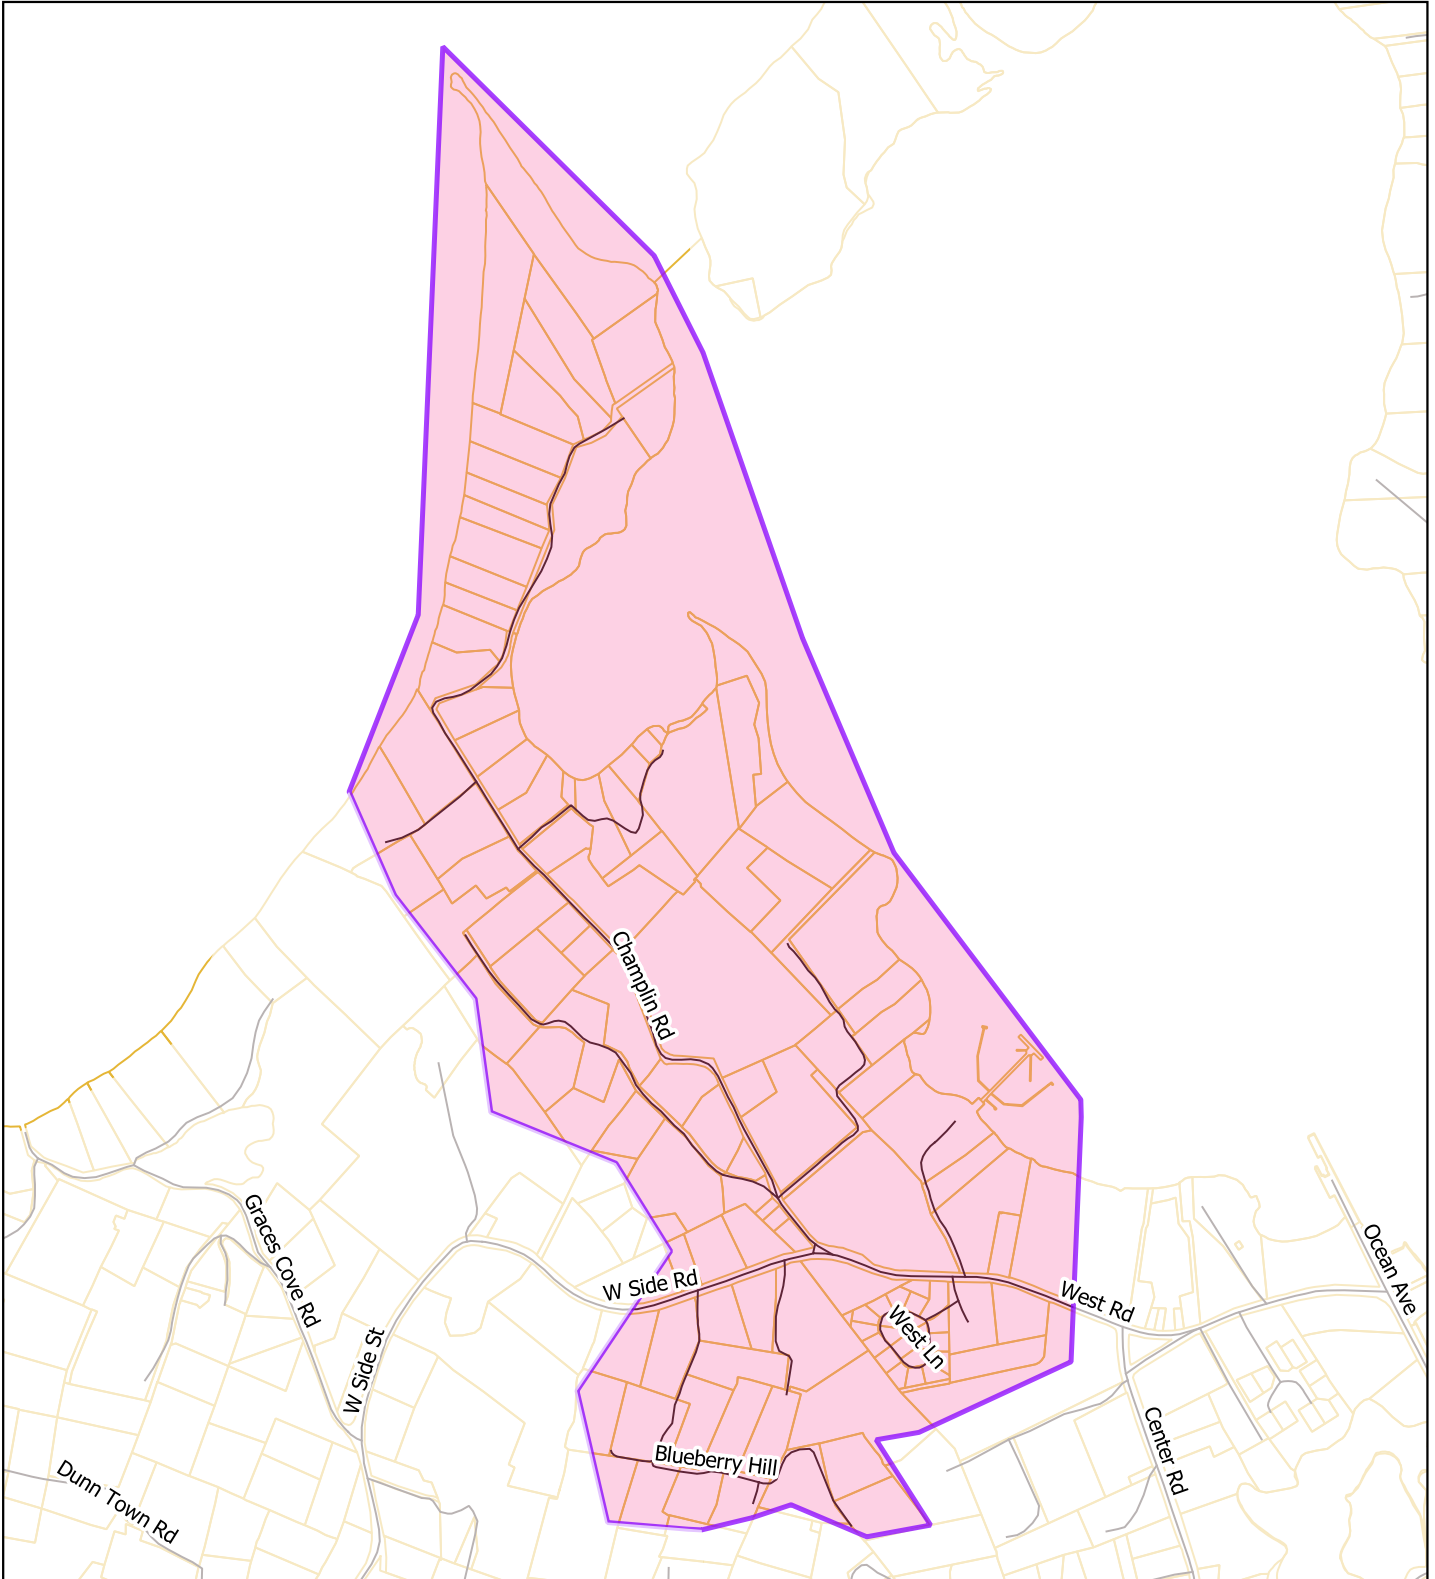 Champlin Rd
Graces Cove Rd
Ocean Ave
W Side Rd
West Rd
West Ln
W Side St
Center Rd
Blueberry Hill
Dunn Town Rd